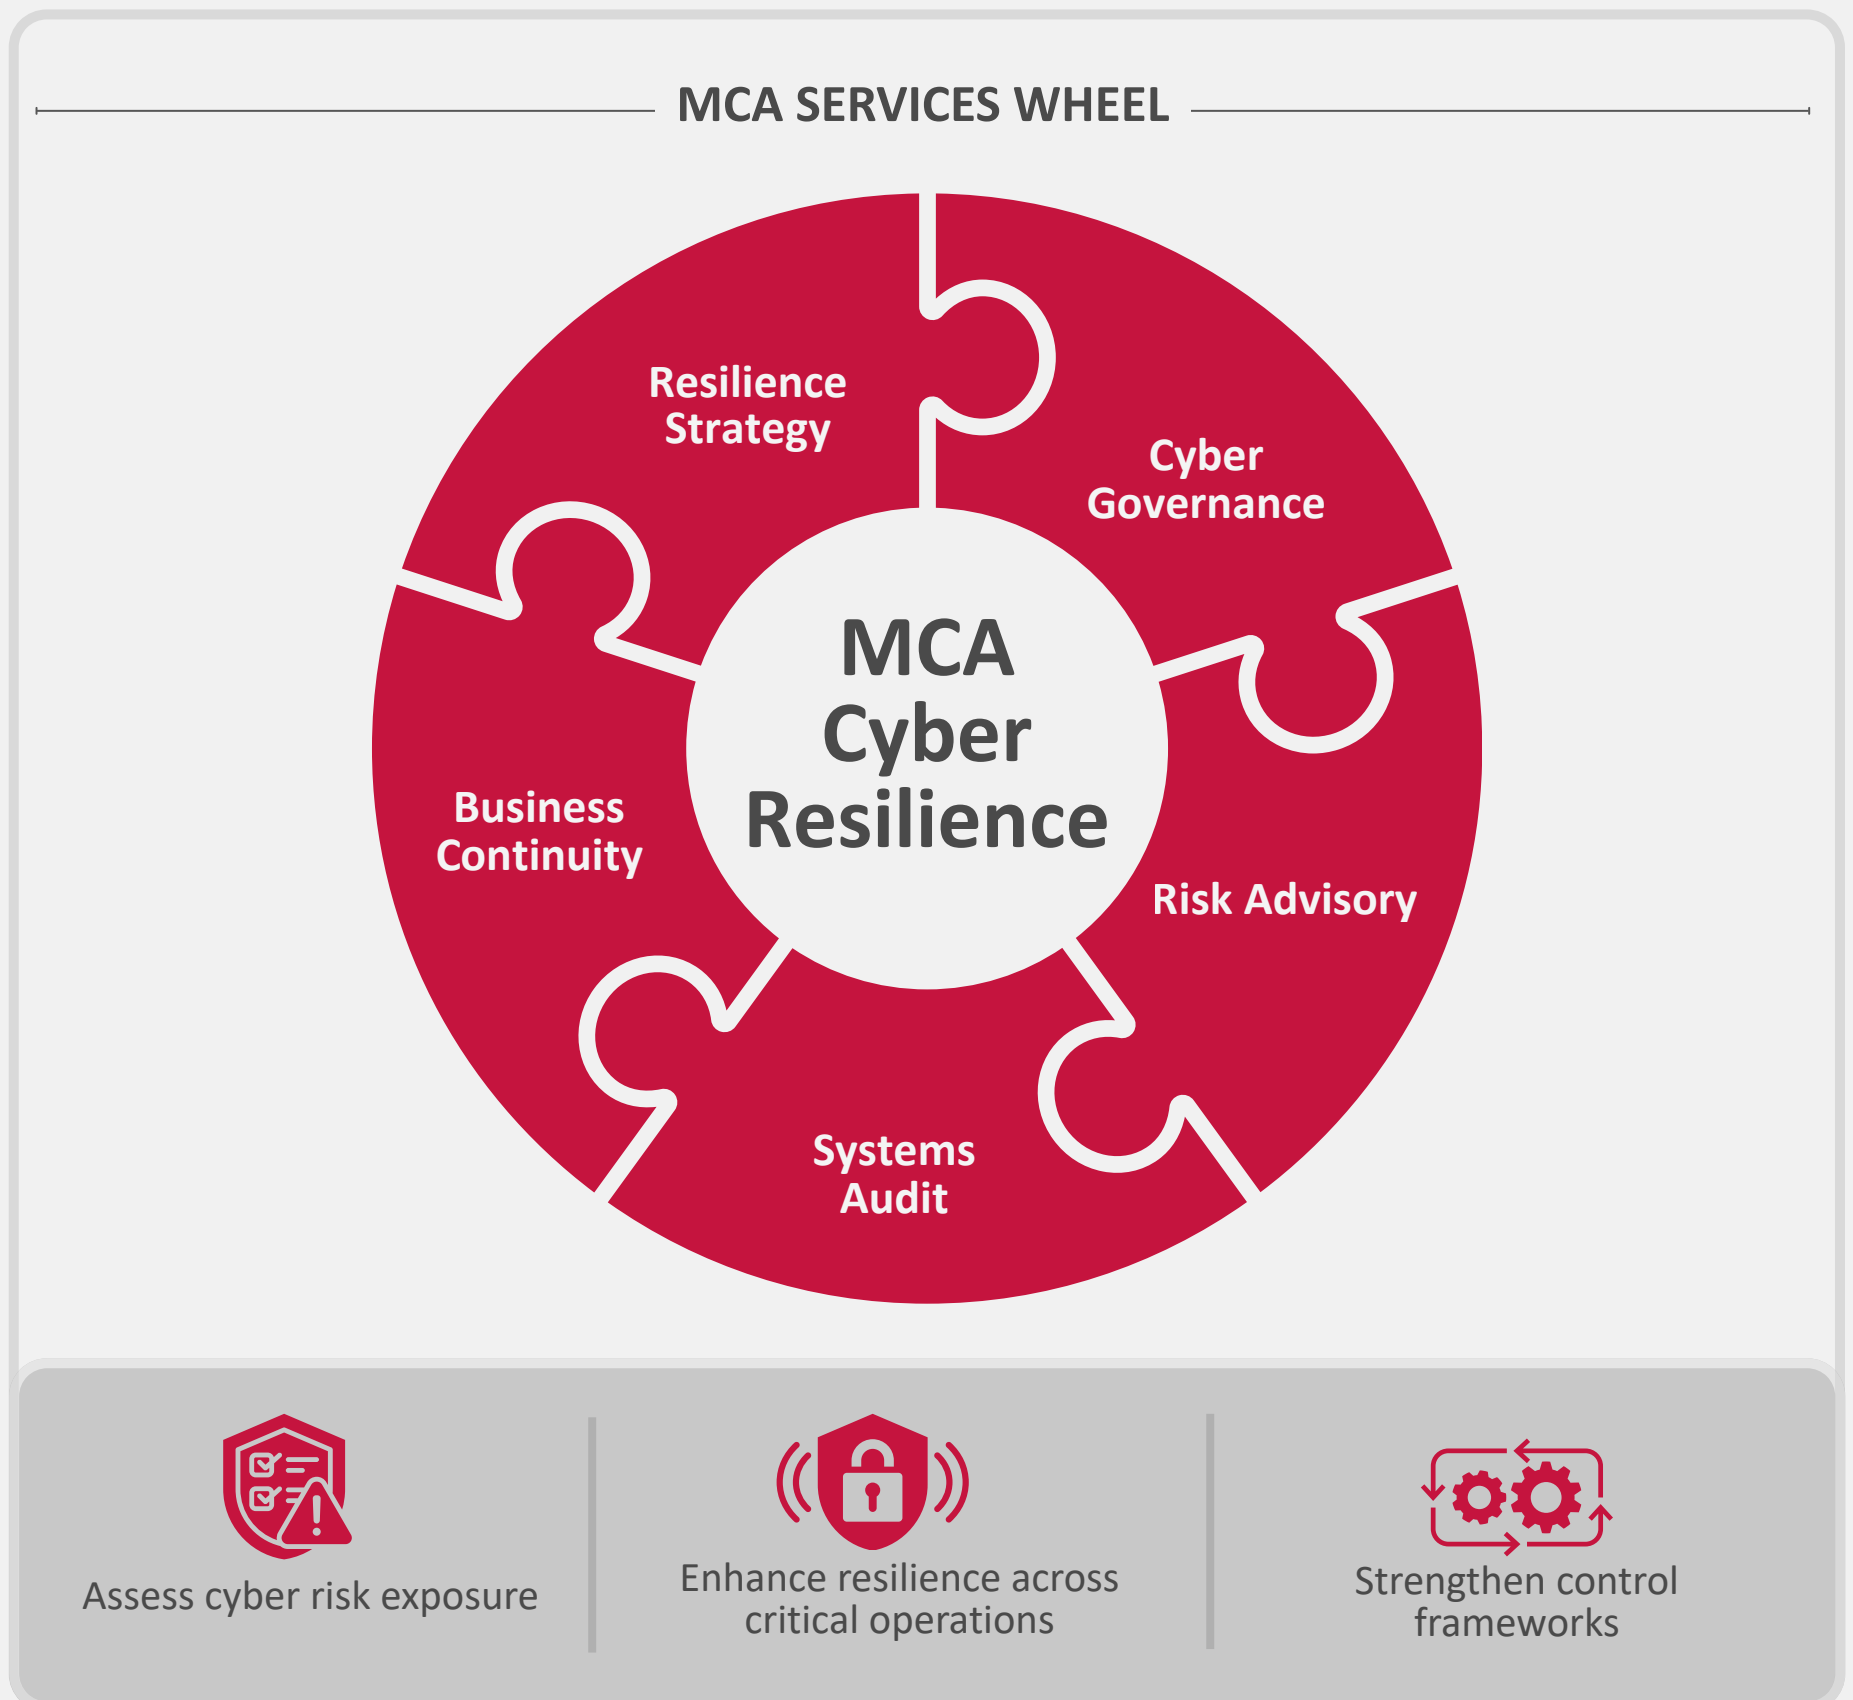 MCA SERVICES WHEEL
Resilience
Strategy
Cyber
Governance
MCA
Cyber
Resilience
Business
Continuity
Risk Advisory
Systems
Audit
Assess cyber risk exposure
Enhance resilience across
critical operations
Strengthen control
frameworks